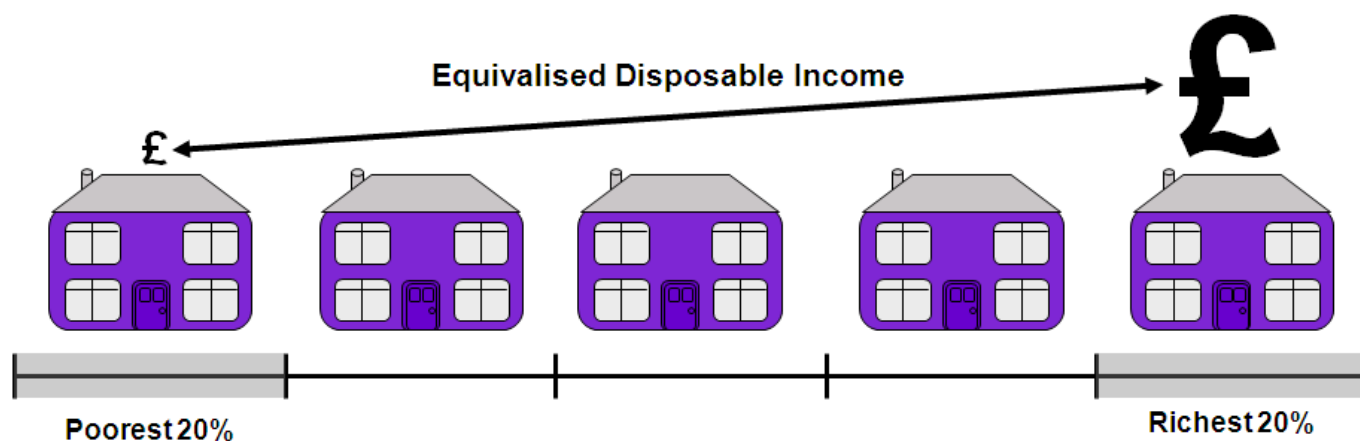 Equivalised Disposable Income
£
£
Poorest 20%
Richest 20%